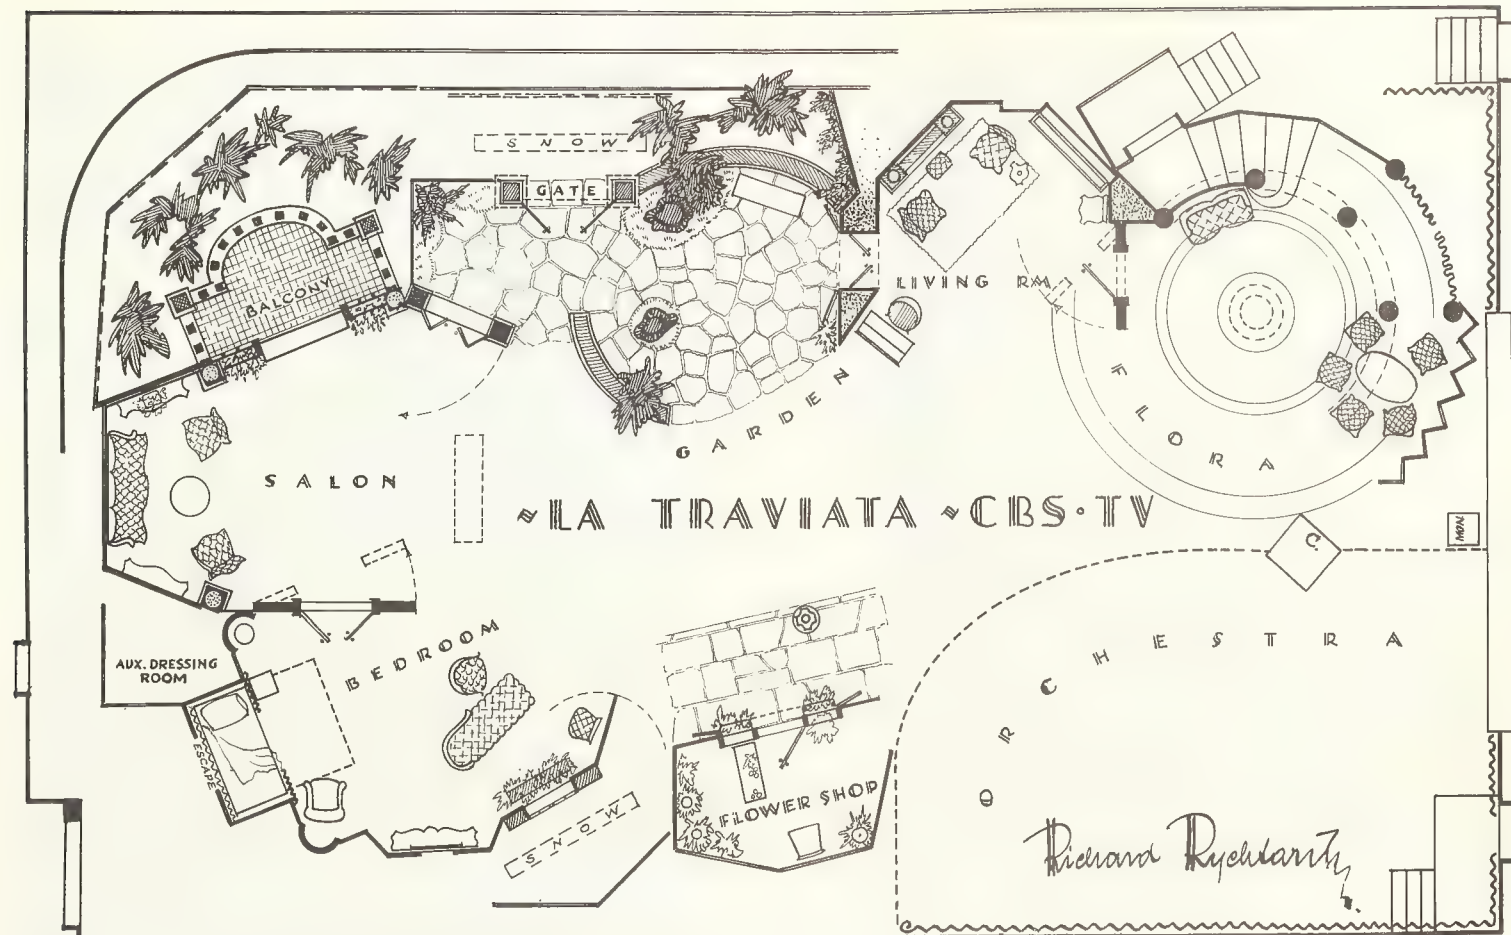 SNOW
GATE
BALCONY
LIVING RM
GARDEN
FLORA
SALON
~LA TRAVIATA ~ CBS·TV
MON.
C.
ORCHESTRA
BEDROOM
AUX. DRESSING
ROOM
ESCAPE
FLOWER SHOP
SNOW
Richard Rychtarik